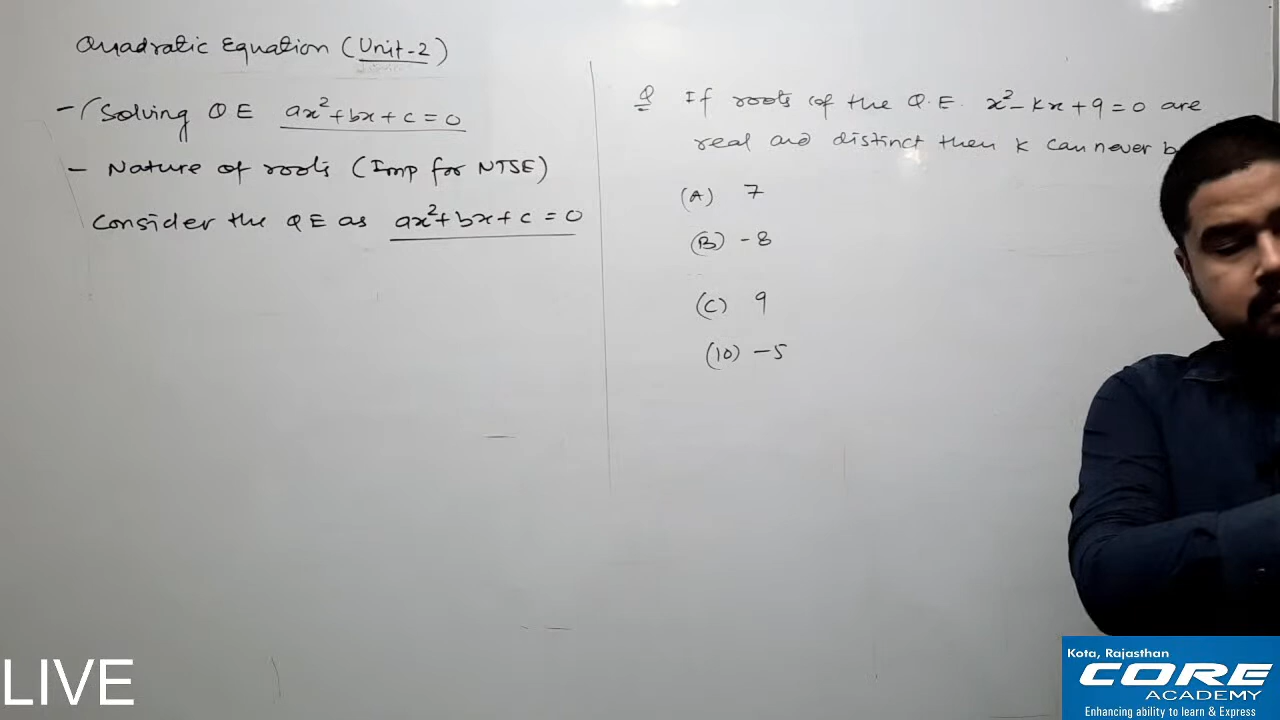 Quadratic Equation (Unit-2)
- Solving QE ax²+bx+c=0
- Nature of roots (Imp for NTSE)
Consider the QE as ax²+bx+c=0
Q If roots of the Q.E. x²-kx+9=0 are
real and distinct then k can never b
(A) 7
(B) -8
(C) 9
(10) -5
LIVE
Kota, Rajasthan
CORE
ACADEMY
Enhancing ability to learn & Express